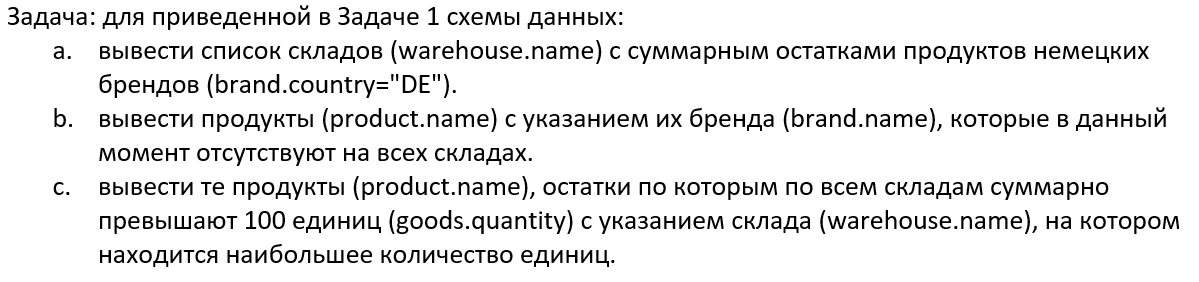 Задача: для приведенной в Задаче 1 схемы данных:
a. вывести список складов (warehouse.name) с суммарным остатками продуктов немецких
брендов (brand.country="DE").
b. вывести продукты (product.name) с указанием их бренда (brand.name), которые в данный
момент отсутствуют на всех складах.
c. вывести те продукты (product.name), остатки по которым по всем складам суммарно
превышают 100 единиц (goods.quantity) с указанием склада (warehouse.name), на котором
находится наибольшее количество единиц.